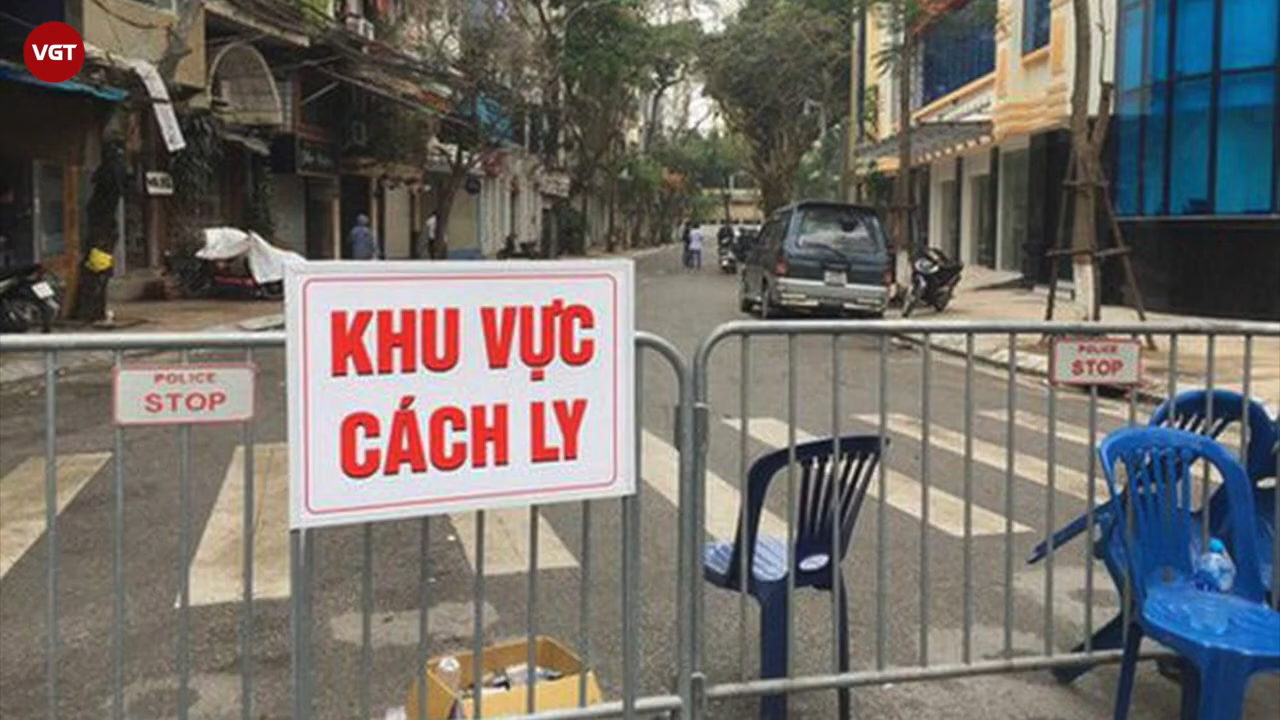 VGT
KHU VỰC
CÁCH LY
POLICE
STOP
POLICE
STOP